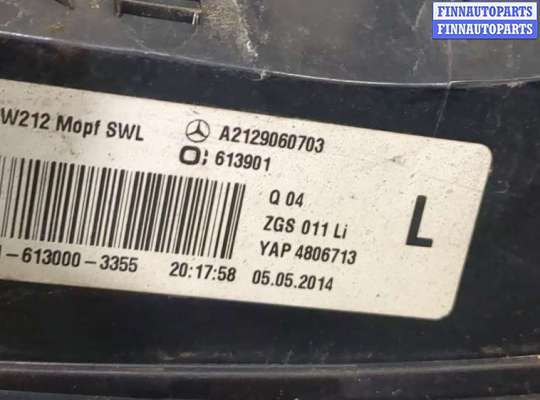 FINNAUTOPARTS
FINNAUTOPARTS
W212 Mopf SWL A2129060703
613901
Q 04
ZGS 011 Li
YAP 4806713
L
-613000-3355 20:17:58 05.05.2014